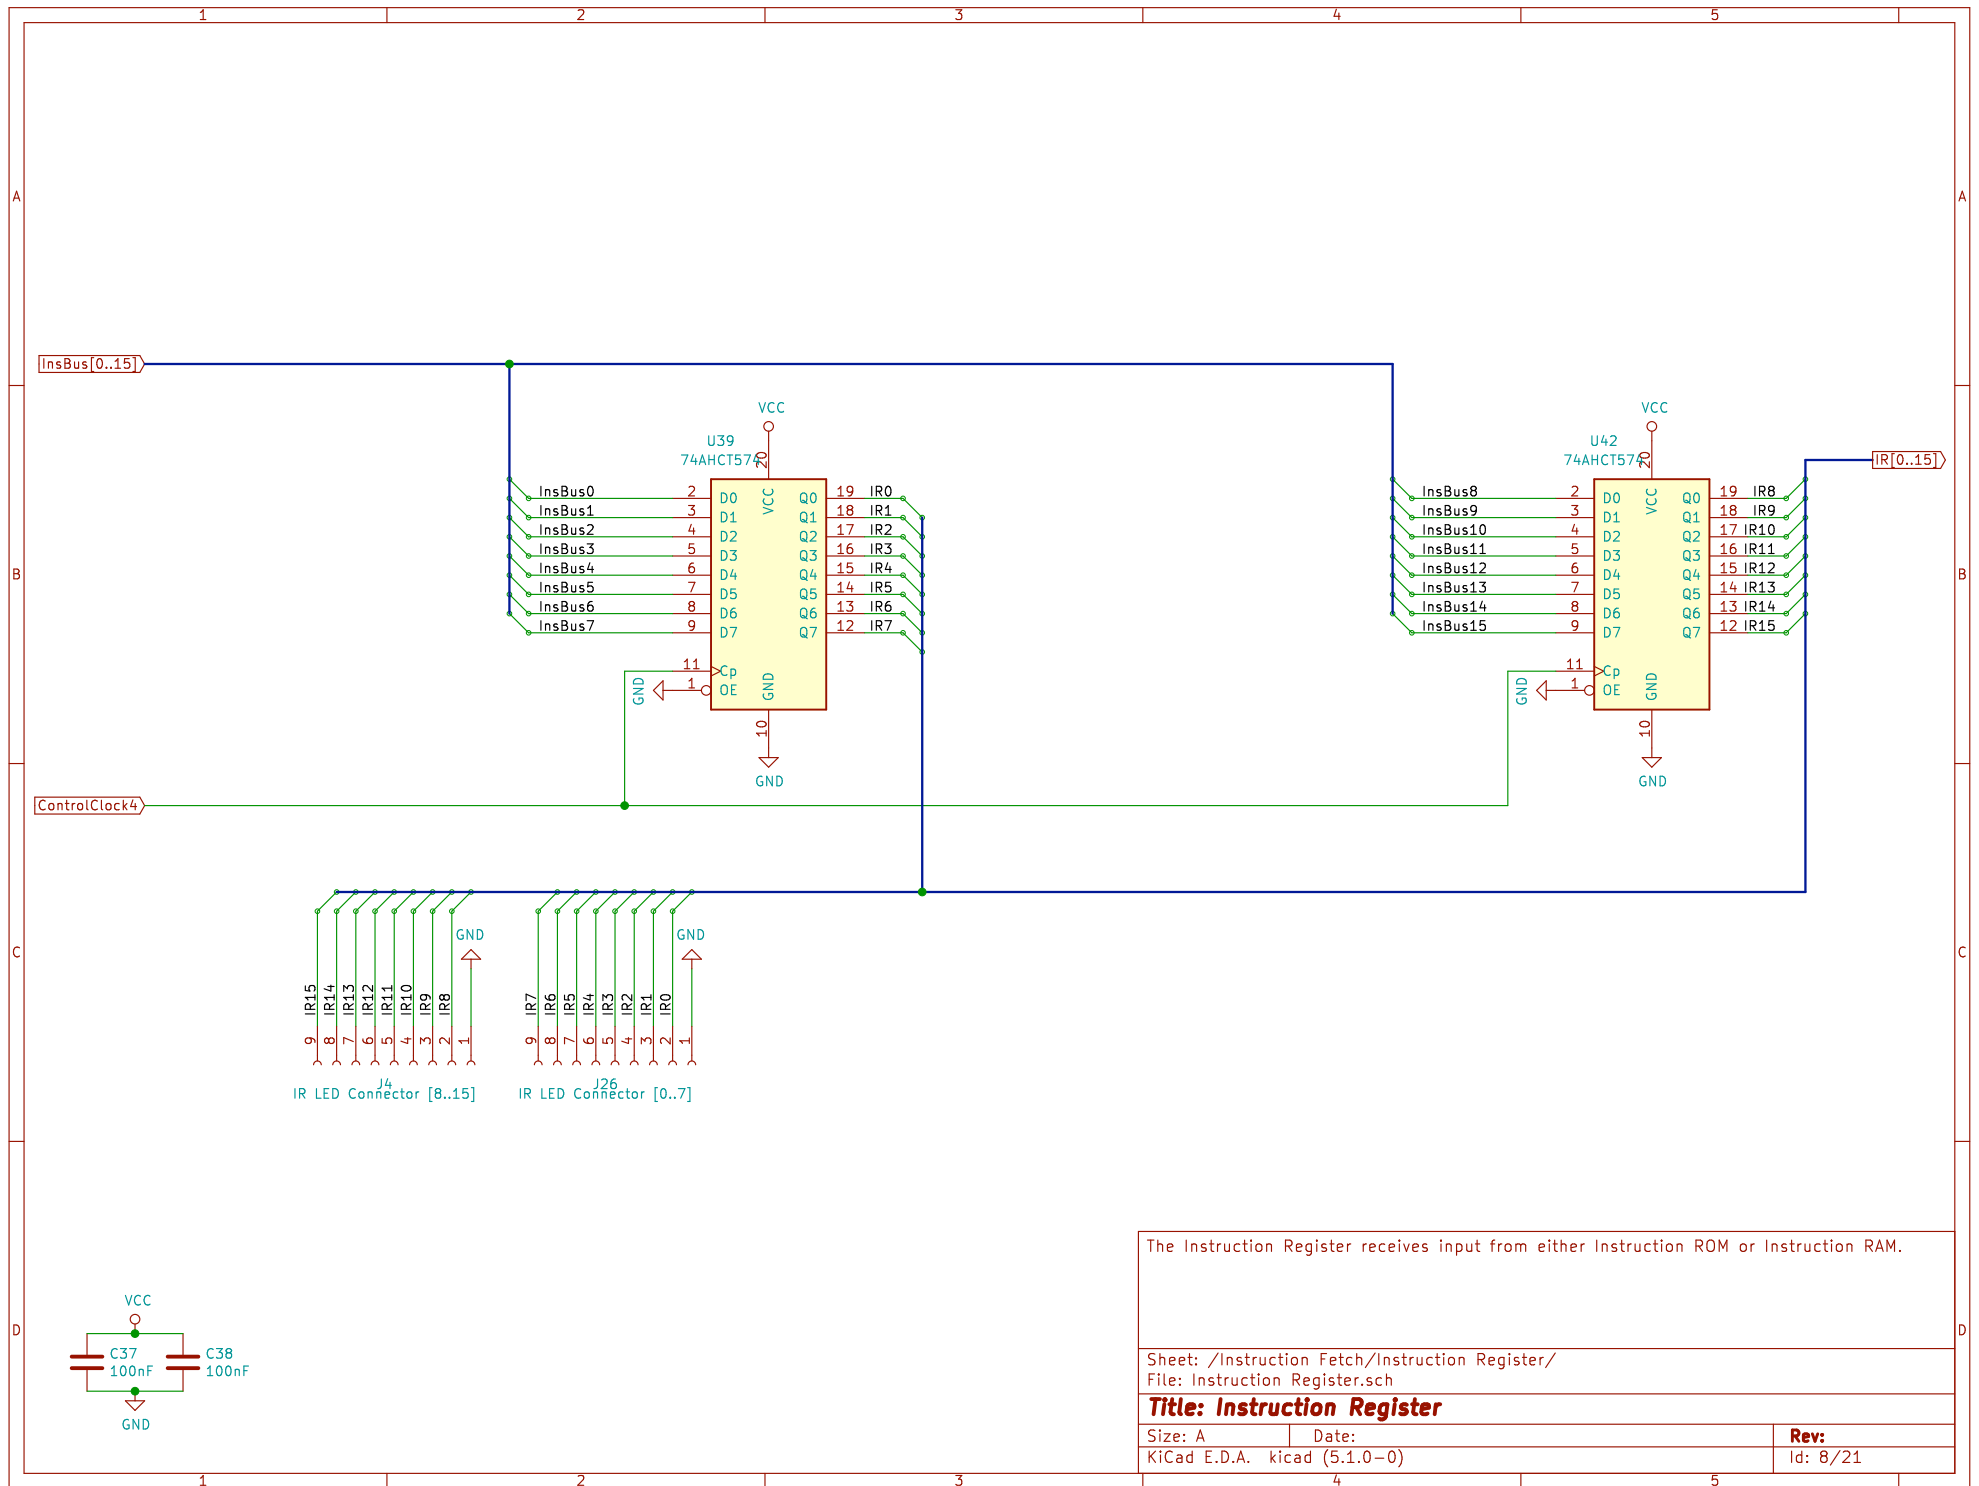 1 2 3 4 5
A A
InsBus[0..15]
VCC VCC
U39 U42
74AHCT574 74AHCT574
20 20
IR[0..15]
VCC VCC
InsBus0 2 D0 Q0 19 IR0 InsBus8 2 D0 Q0 19 IR8
InsBus1 3 D1 Q1 18 IR1 InsBus9 3 D1 Q1 18 IR9
InsBus2 4 D2 Q2 17 IR2 InsBus10 4 D2 Q2 17 IR10
InsBus3 5 D3 Q3 16 IR3 InsBus11 5 D3 Q3 16 IR11
B InsBus4 6 D4 Q4 15 IR4 InsBus12 6 D4 Q4 15 IR12 B
InsBus5 7 D5 Q5 14 IR5 InsBus13 7 D5 Q5 14 IR13
InsBus6 8 D6 Q6 13 IR6 InsBus14 8 D6 Q6 13 IR14
InsBus7 9 D7 Q7 12 IR7 InsBus15 9 D7 Q7 12 IR15
11 Cp 11 Cp
GND 1 OE GND GND 1 OE GND
10 10
GND GND
ControlClock4
GND GND
C C
IR15 IR14 IR13 IR12 IR11 IR10 IR9 IR8 IR7 IR6 IR5 IR4 IR3 IR2 IR1 IR0
9 8 7 6 5 4 3 2 1 9 8 7 6 5 4 3 2 1
J4 J26
IR LED Connector [8..15] IR LED Connector [0..7]
The Instruction Register receives input from either Instruction ROM or Instruction RAM.
VCC
D D
C37 C38
100nF 100nF
GND
Sheet: /Instruction Fetch/Instruction Register/
File: Instruction Register.sch
Title: Instruction Register
Size: A Date: Rev:
KiCad E.D.A. kicad (5.1.0-0) Id: 8/21
1 2 3 4 5